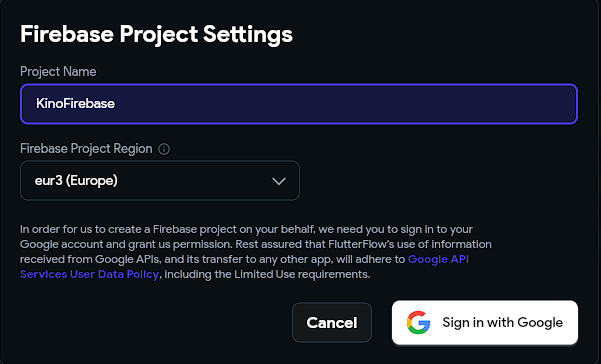 Firebase Project Settings
Project Name
KinoFirebase
Firebase Project Region
eur3 (Europe)
In order for us to create a Firebase project on your behalf, we need you to sign in to your
Google account and grant us permission. Rest assured that FlutterFlow's use of information
received from Google APIs, and its transfer to any other app, will adhere to Google API
Services User Data Policy, including the Limited Use requirements.
Cancel
Sign in with Google